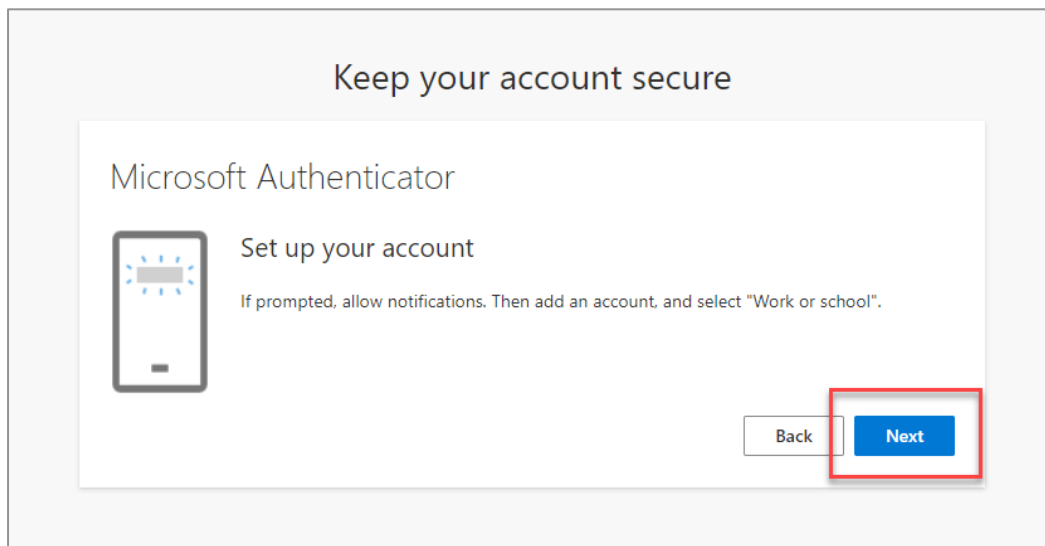 Keep your account secure
Microsoft Authenticator
Set up your account
If prompted, allow notifications. Then add an account, and select "Work or school".
Back
Next